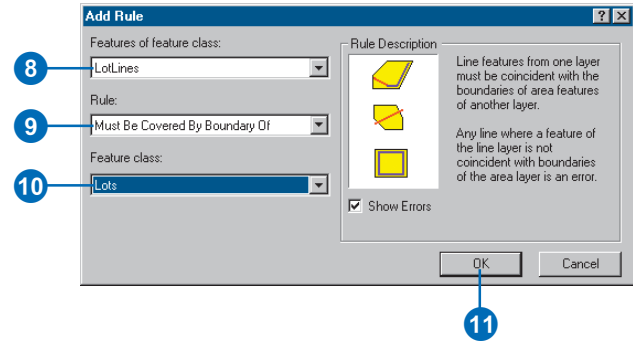 Add Rule
Features of feature class:
8
LotLines
Rule:
9
Must Be Covered By Boundary Of
Feature class:
10
Lots
Rule Description
Line features from one layer
must be coincident with the
boundaries of area features
of another layer.
Any line where a feature of
the line layer is not
coincident with boundaries
of the area layer is an error.
Show Errors
OK
Cancel
11